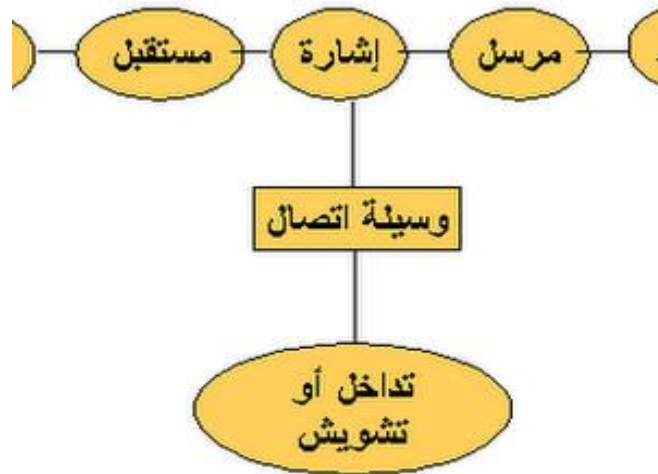 مرسل
إشارة
مستقبل
وسيلة اتصال
تداخل أو
تشويش